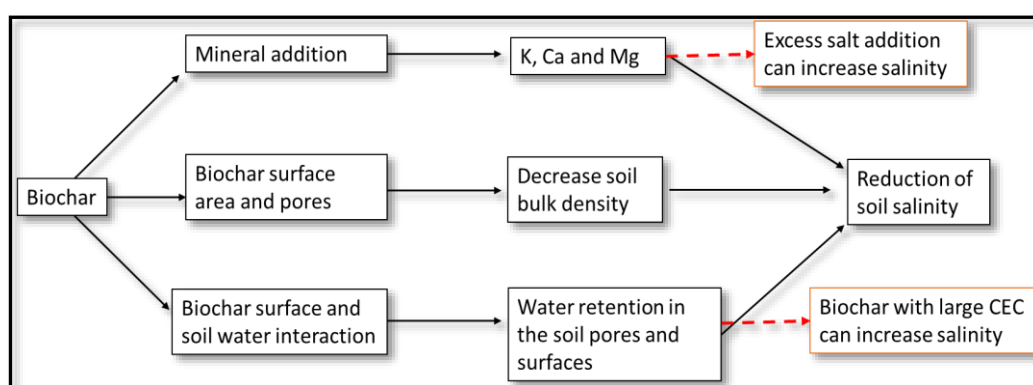 Mineral addition
K, Ca and Mg
Excess salt addition
can increase salinity
Biochar
Biochar surface
area and pores
Decrease soil
bulk density
Reduction of
soil salinity
Biochar surface and
soil water interaction
Water retention in
the soil pores and
surfaces
Biochar with large CEC
can increase salinity